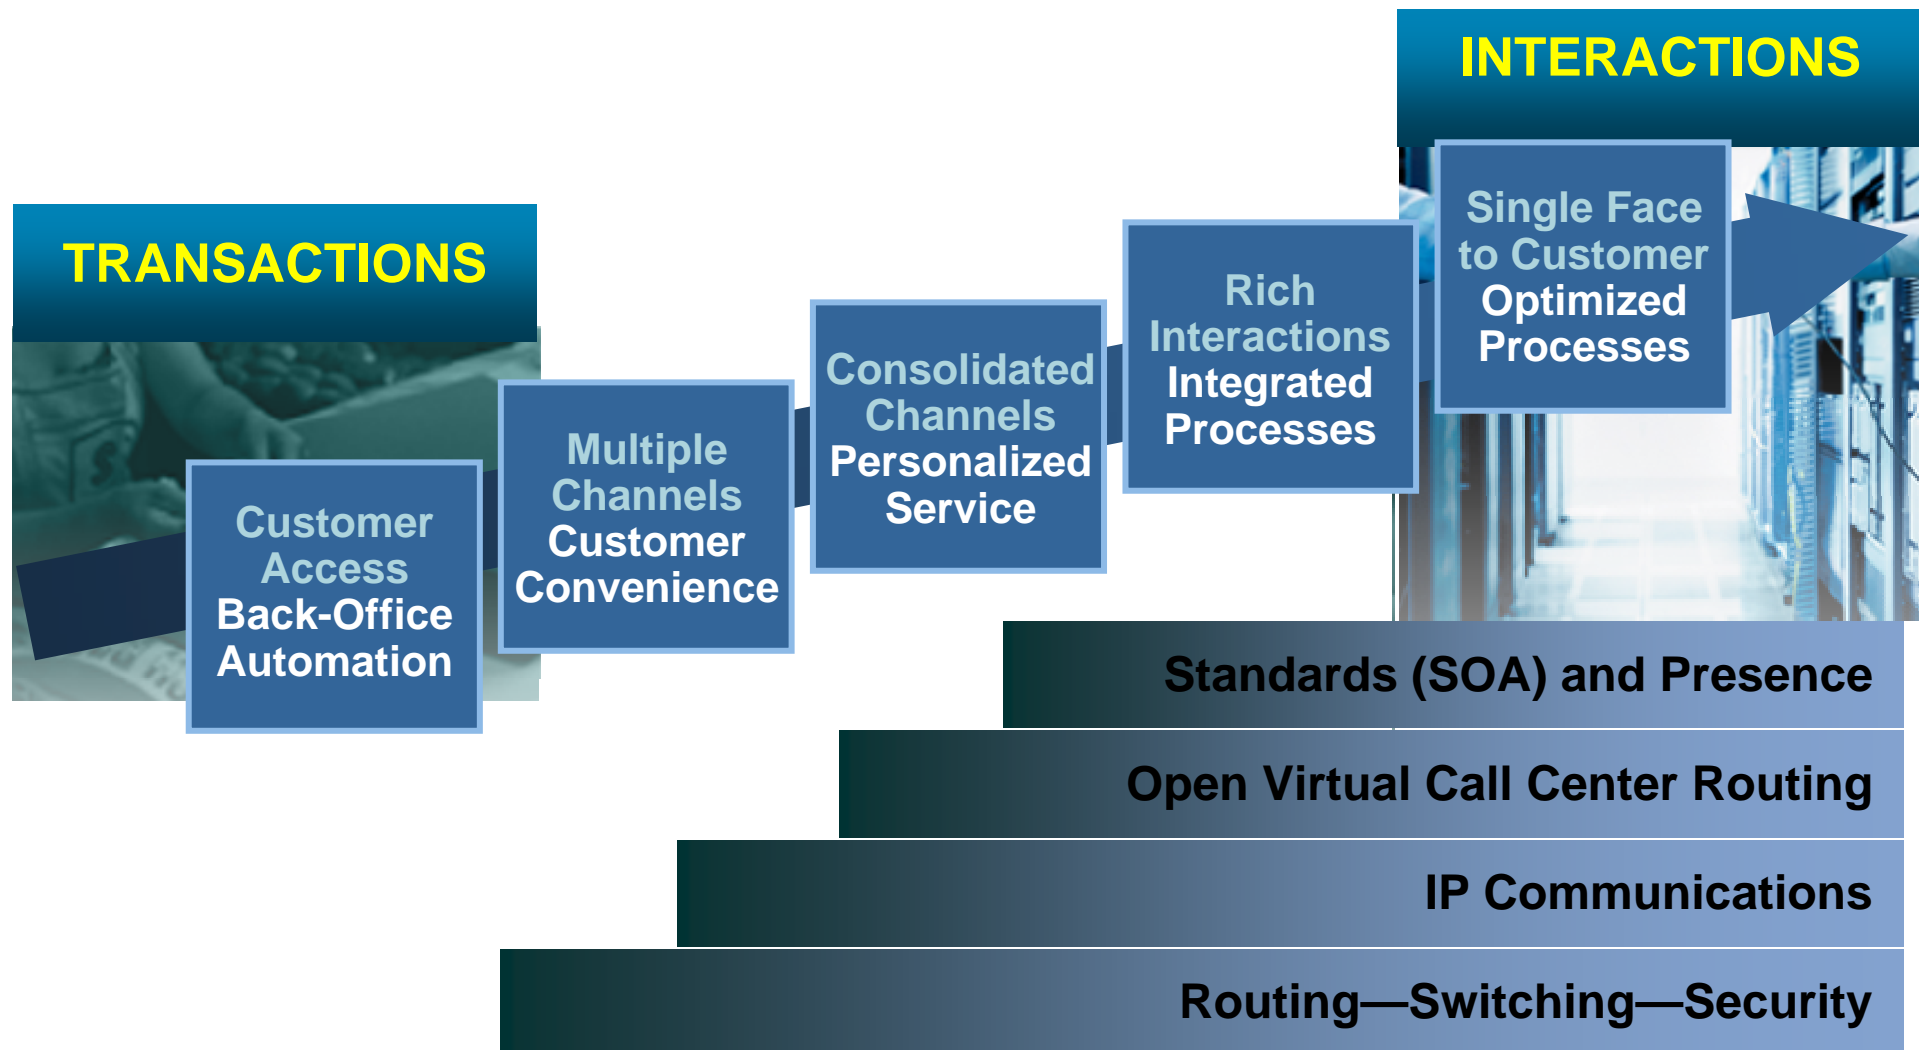 INTERACTIONS
TRANSACTIONS
Customer
Access
Back-Office
Automation
Multiple
Channels
Customer
Convenience
Consolidated
Channels
Personalized
Service
Rich
Interactions
Integrated
Processes
Single Face
to Customer
Optimized
Processes
Standards (SOA) and Presence
Open Virtual Call Center Routing
IP Communications
Routing—Switching—Security